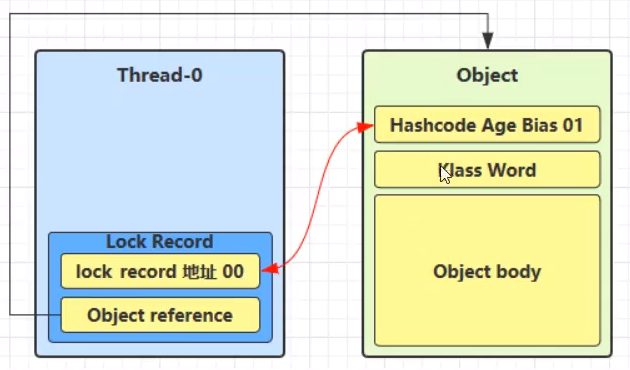 Thread-0
Lock Record
lock record 地址 00
Object reference
Object
Hashcode Age Bias 01
Klass Word
Object body